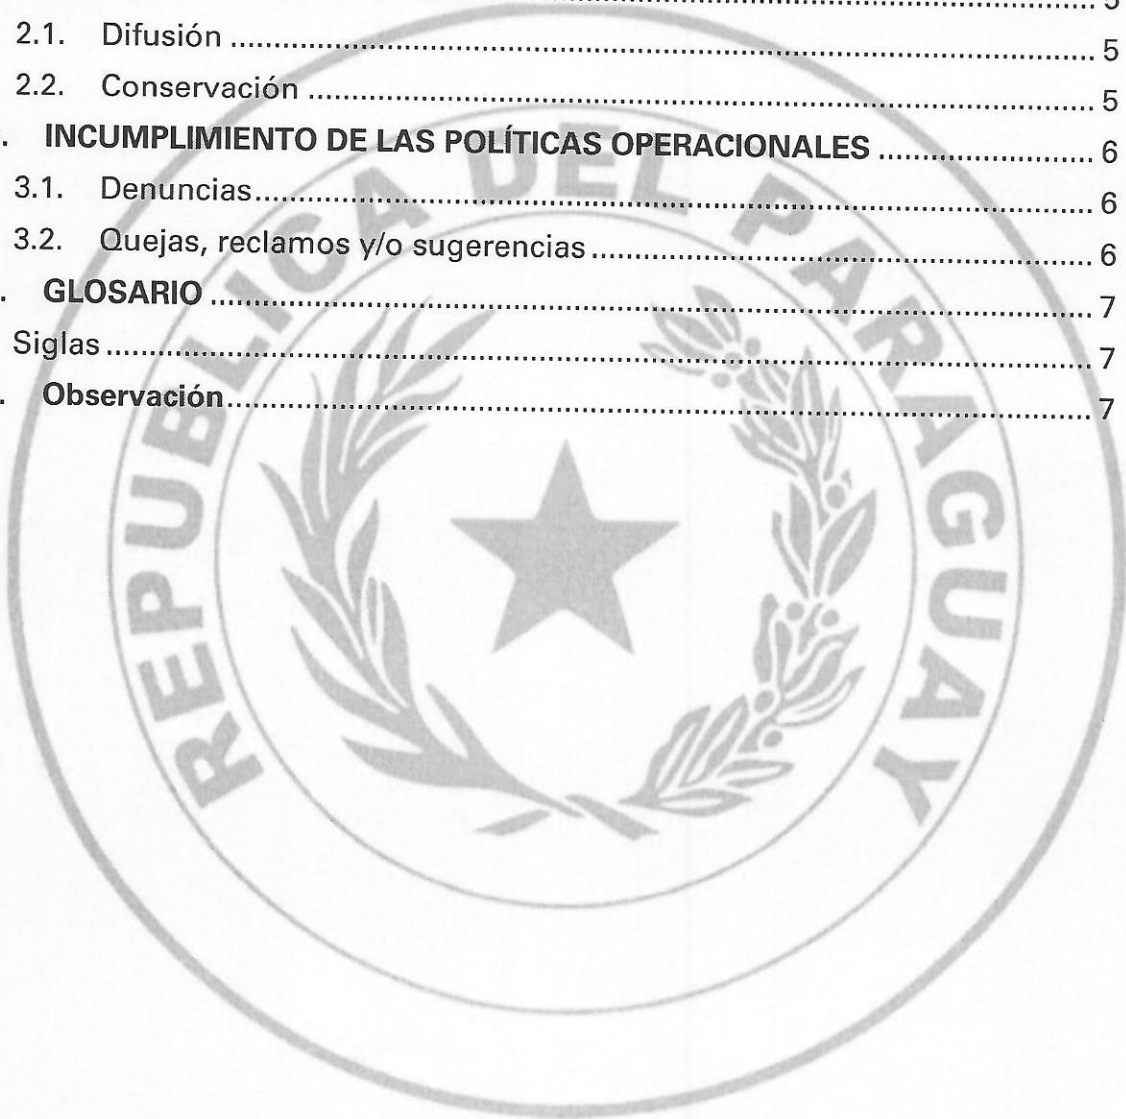 5
2.1. Difusión ........ 5
2.2. Conservación ........ 5
. INCUMPLIMIENTO DE LAS POLÍTICAS OPERACIONALES ........ 6
3.1. Denuncias ........ 6
3.2. Quejas, reclamos y/o sugerencias ........ 6
. GLOSARIO ........ 7
Siglas ........ 7
. Observación ........ 7
REPUBLICA DEL PARAGUAY